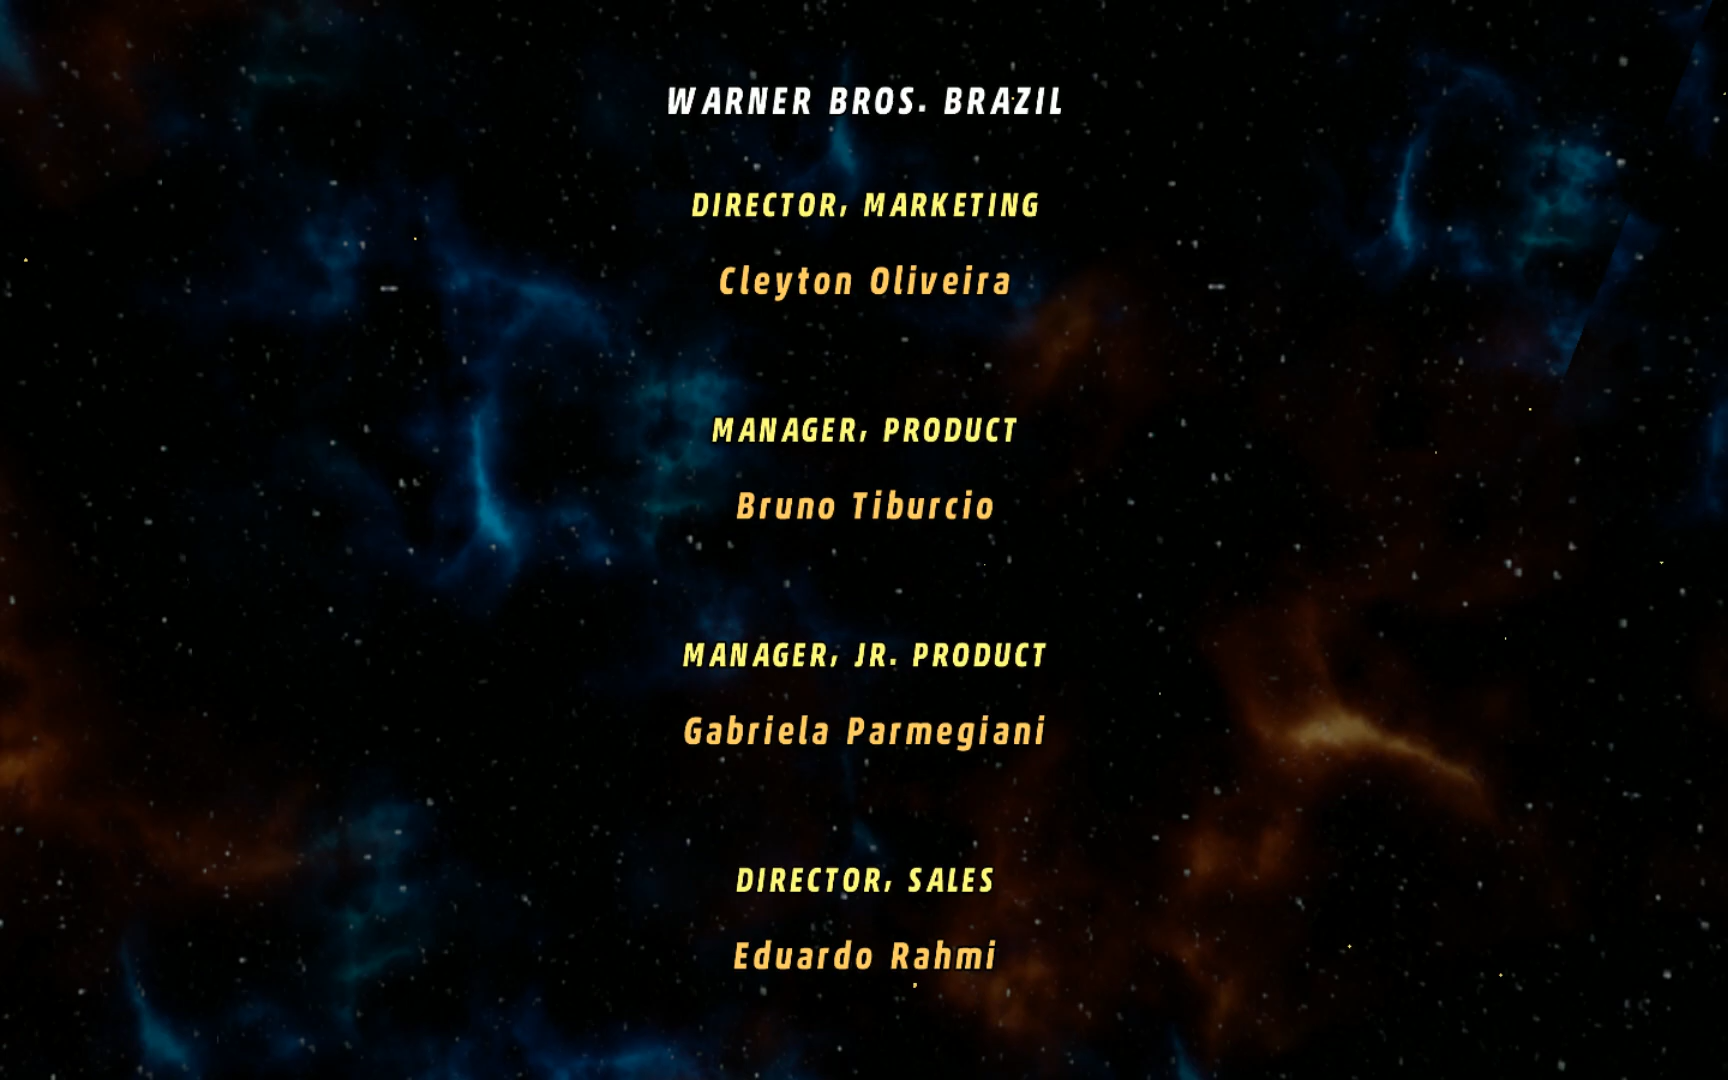 WARNER BROS. BRAZIL
DIRECTOR, MARKETING
Cleyton Oliveira
MANAGER, PRODUCT
Bruno Tiburcio
MANAGER, JR. PRODUCT
Gabriela Parmegiani
DIRECTOR, SALES
Eduardo Rahmi